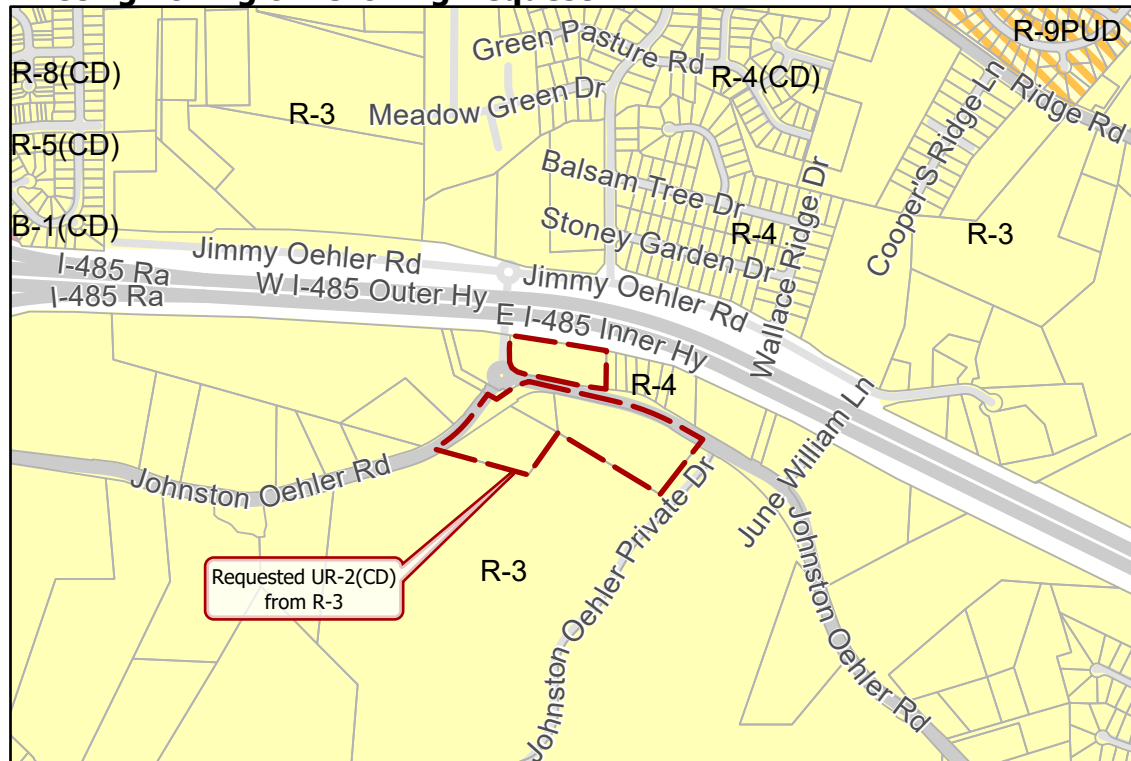 R-9PUD
Green Pasture Rd
R-4(CD)
R-8(CD)
Ridge Rd
Meadow Green Dr
R-3
Cooper'S Ridge Ln
R-5(CD)
Balsam Tree Dr
Wallace Ridge Dr
B-1(CD)
Stoney Garden Dr
R-4
R-3
Jimmy Oehler Rd
Jimmy Oehler Rd
I-485 Ra
I-485 Ra
W I-485 Outer Hy
E I-485 Inner Hy
R-4
June William Ln
Johnston Oehler Rd
Johnston Oehler Private Dr
Johnston Oehler Rd
R-3
Requested UR-2(CD)
from R-3